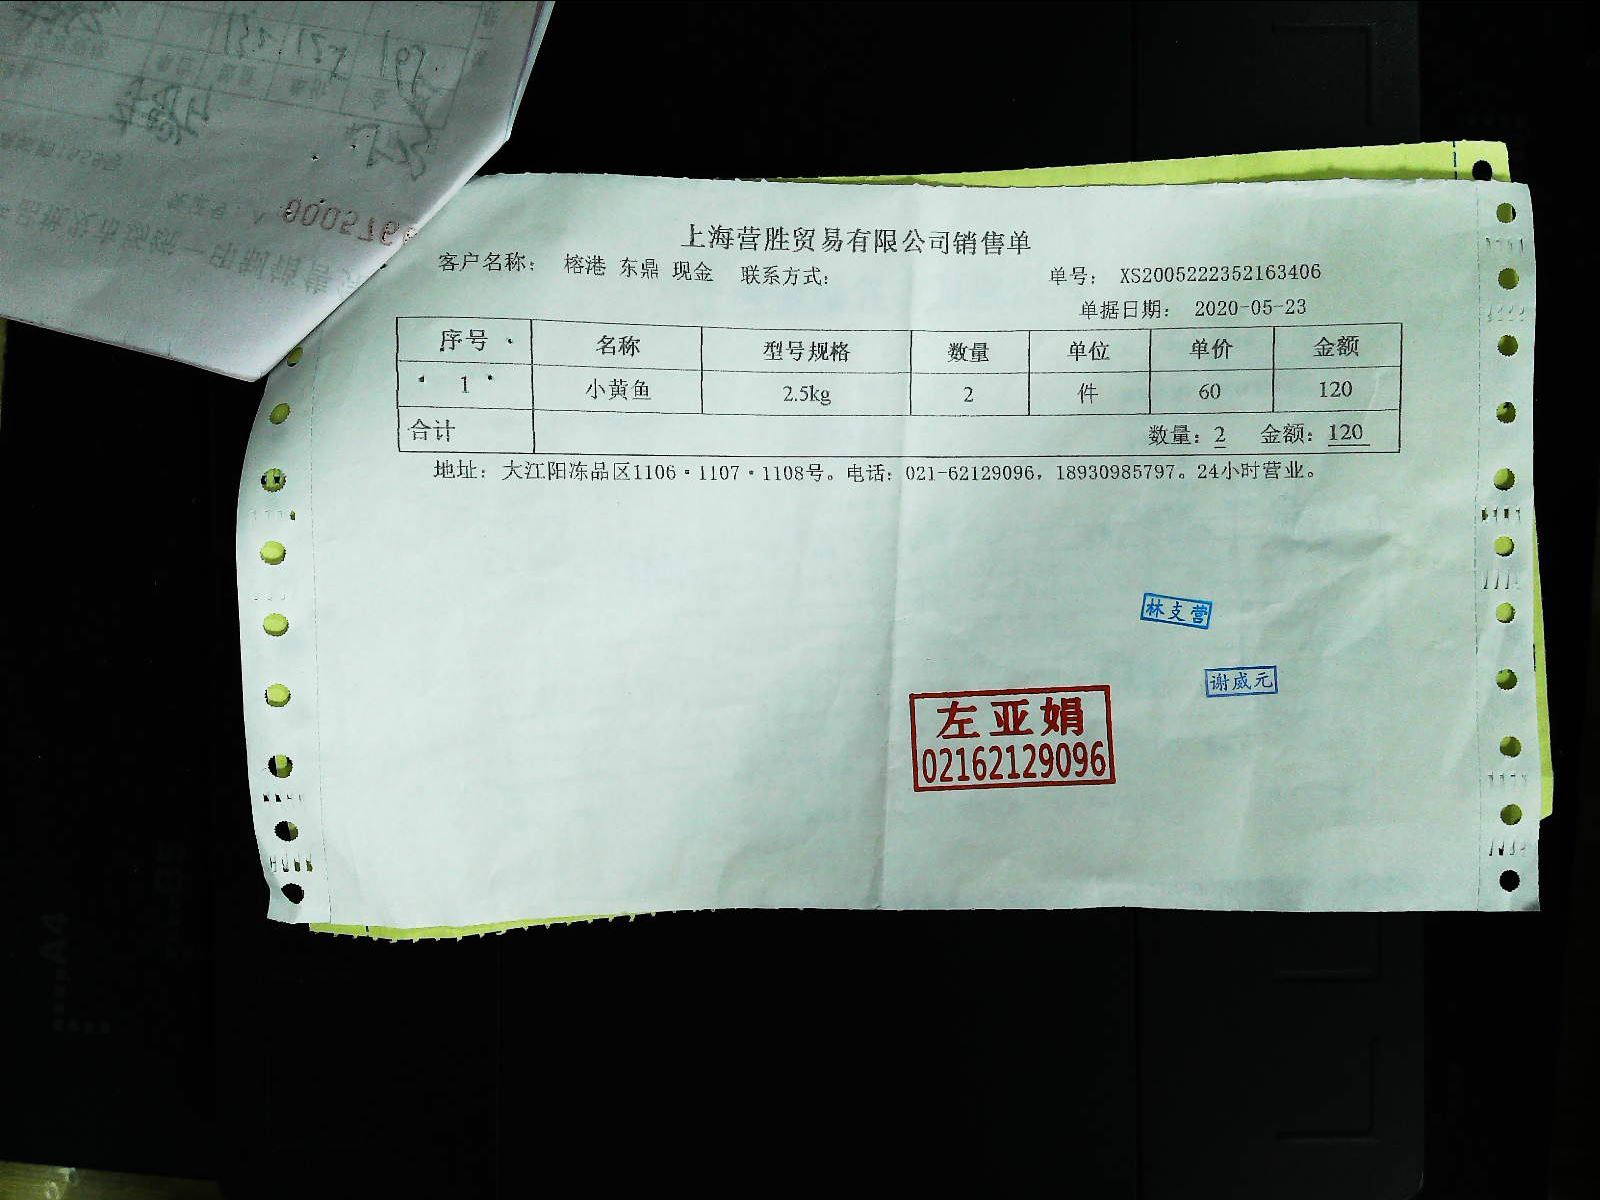 上海营胜贸易有限公司销售单
客户名称： 榕港 东鼎 现金 联系方式： 单号： XS2005222352163406
单据日期： 2020-05-23
序号 名称 型号规格 数量 单位 单价 金额
1 小黄鱼 2.5kg 2 件 60 120
合计 数量：2 金额：120
地址：大江阳冻品区1106·1107·1108号。电话：021-62129096，18930985797。24小时营业。
林支营
谢威元
左亚娟
02162129096
A4